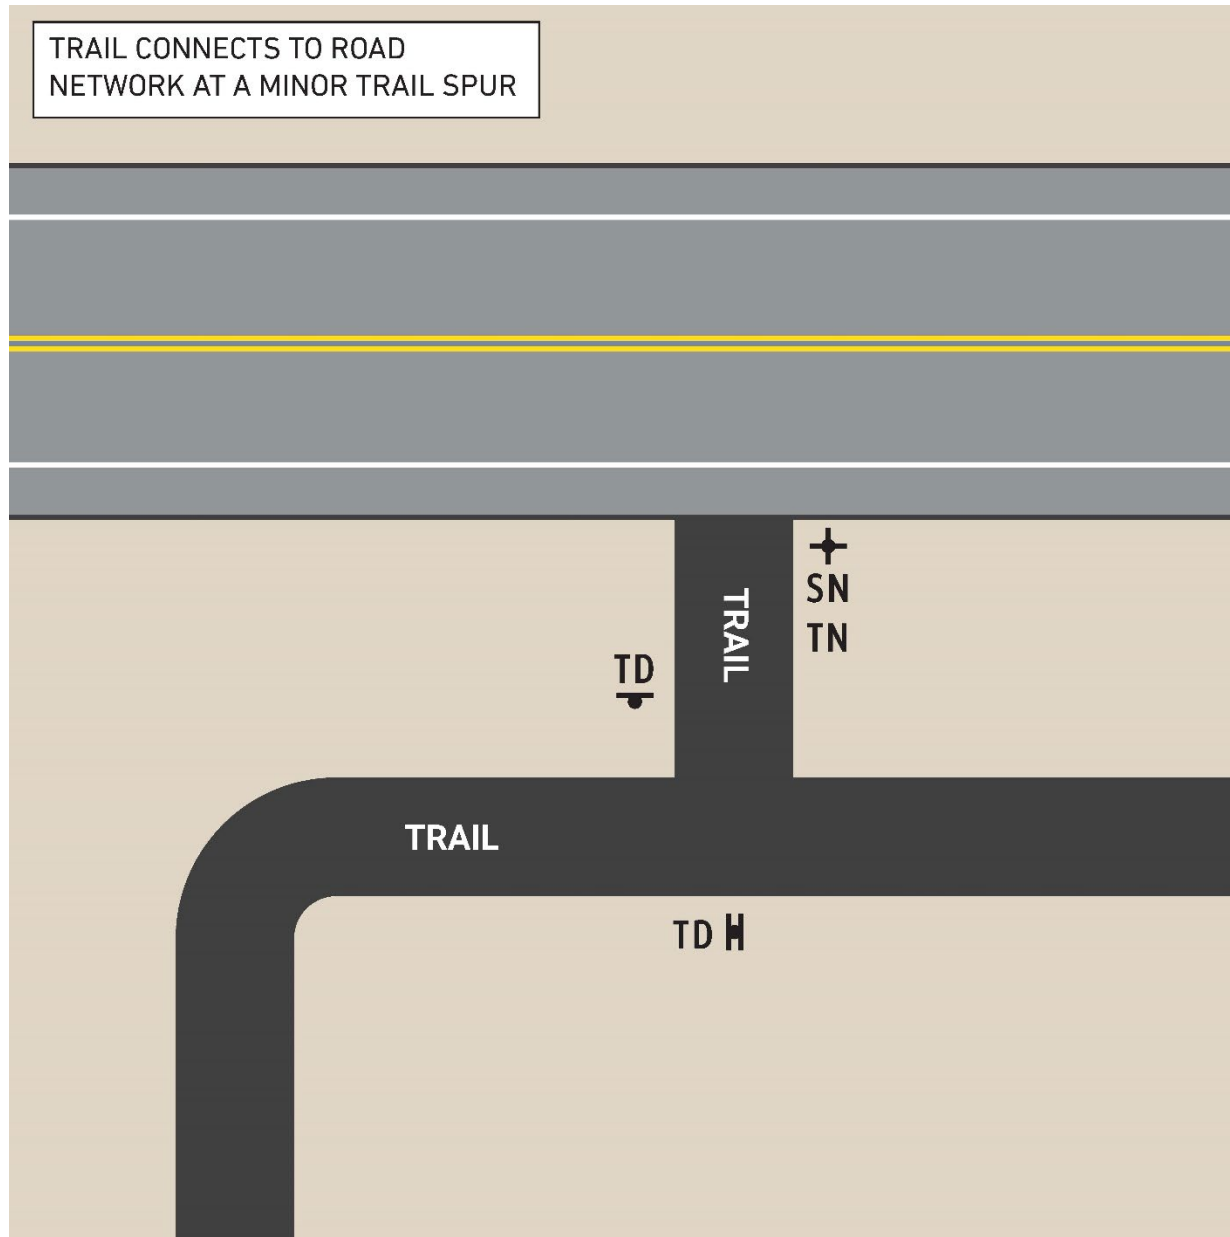 TRAIL CONNECTS TO ROAD
NETWORK AT A MINOR TRAIL SPUR
SN
TN
TRAIL
TD
TRAIL
TD